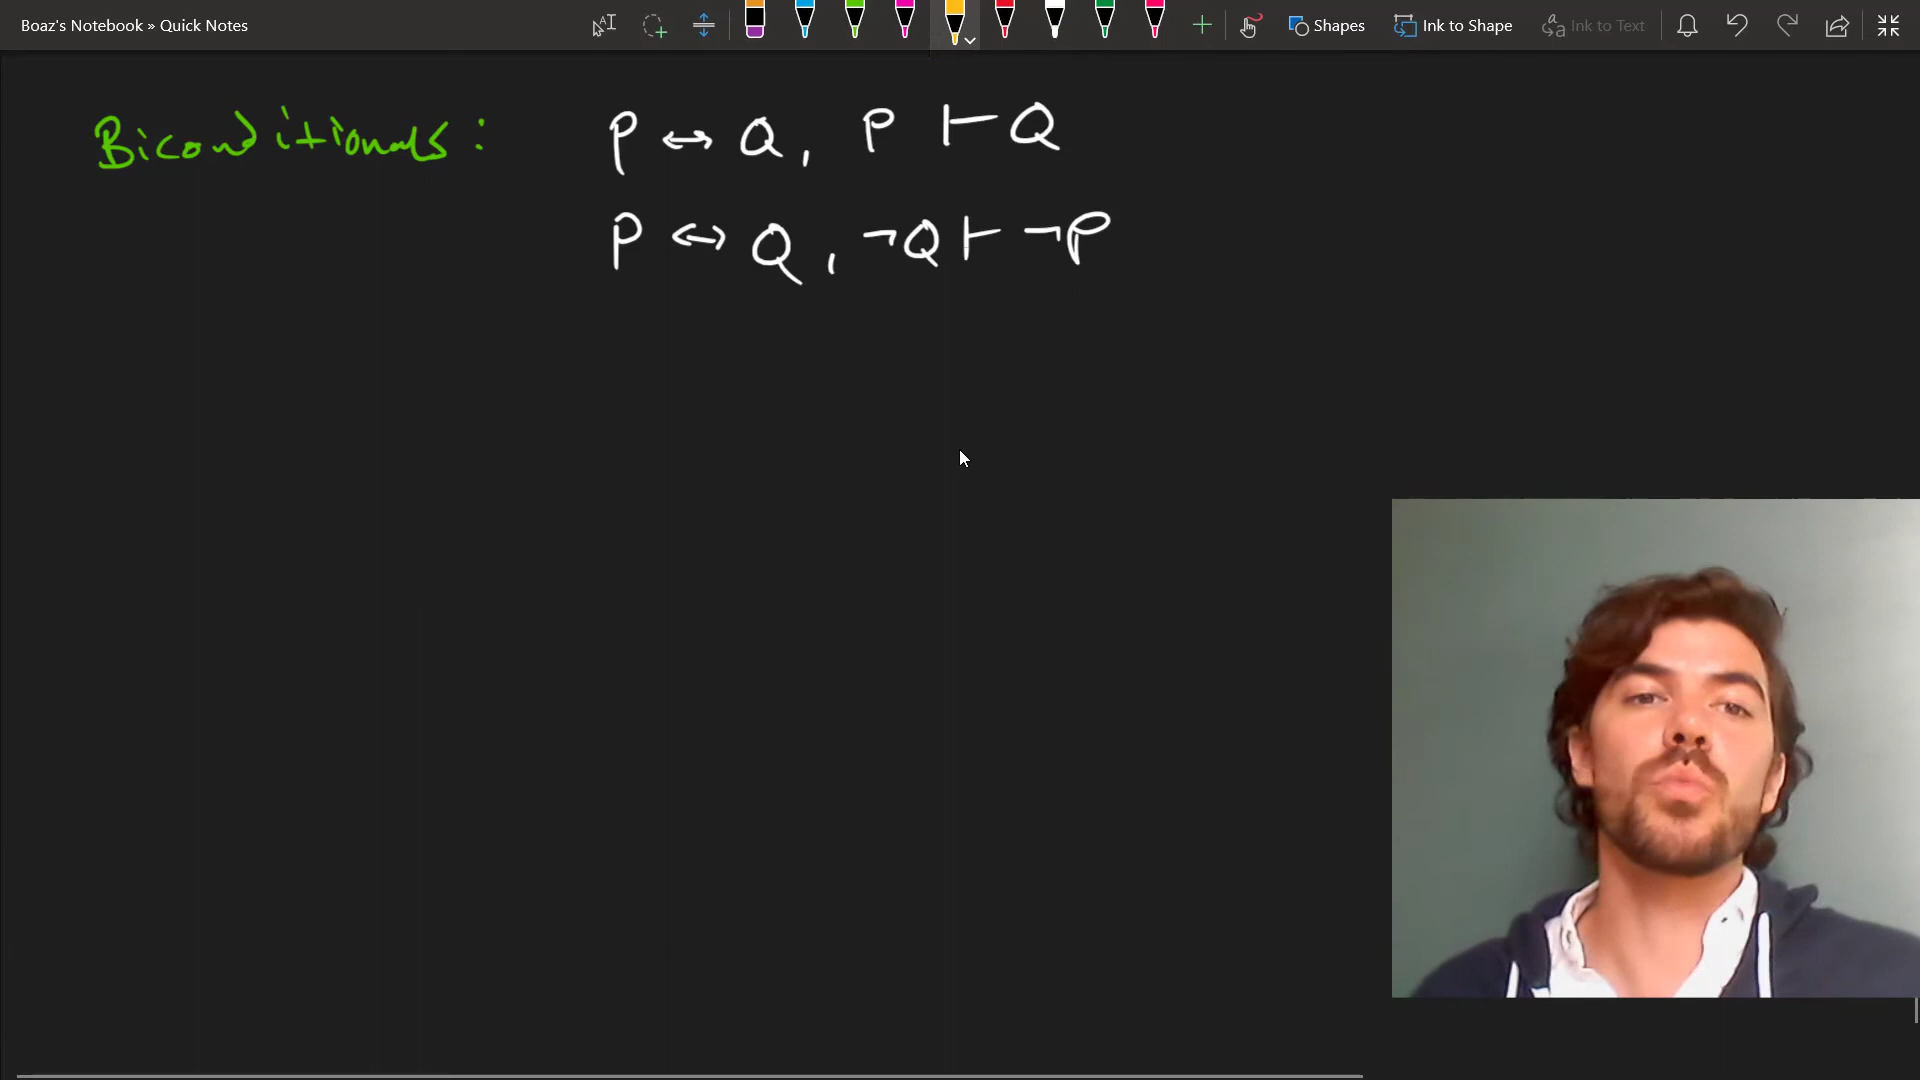 Boaz's Notebook » Quick Notes
Shapes
Ink to Shape
Ink to Text
Biconditionals: P ↔ Q, P ⊢ Q
P ↔ Q, ¬Q ⊢ ¬P